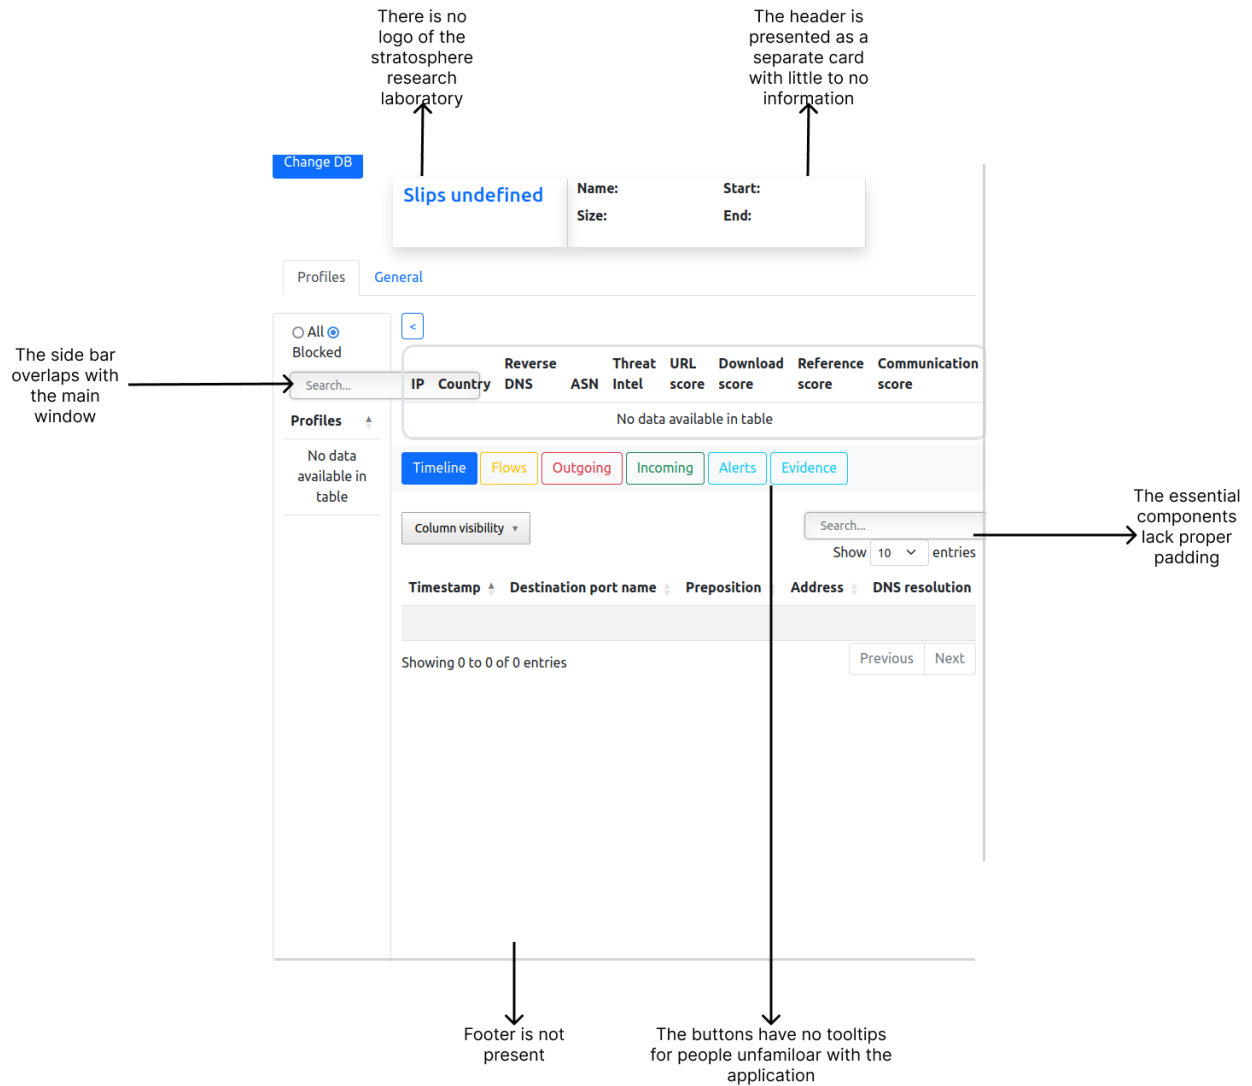 There is no
logo of the
stratosphere
research
laboratory
The header is
presented as a
separate card
with little to no
information
Change DB
Slips undefined
Name:
Start:
Size:
End:
Profiles
General
All
Blocked
<
The side bar
overlaps with
the main
window
Search...
IP Country Reverse DNS ASN Threat Intel URL score Download score Reference score Communication score
No data available in table
Profiles
No data
available in
table
Timeline Flows Outgoing Incoming Alerts Evidence
The essential
components
lack proper
padding
Column visibility
Search...
Show 10 entries
Timestamp Destination port name Preposition Address DNS resolution
Showing 0 to 0 of 0 entries
Previous Next
Footer is not
present
The buttons have no tooltips
for people unfamiloar with the
application